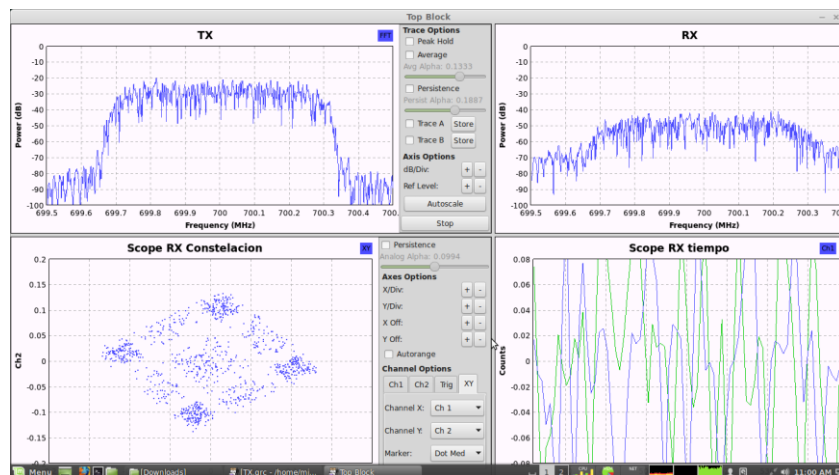 Top Block
TX
FFT
Power (dB)
0
-10
-20
-30
-40
-50
-60
-70
-80
-90
-100
699.5 699.6 699.7 699.8 699.9 700.0 700.1 700.2 700.3 700.4 700.
Frequency (MHz)
Trace Options
Peak Hold
Average
Avg Alpha: 0.1333
Persistence
Persist Alpha: 0.1887
Trace A Store
Trace B Store
Axis Options
dB/Div: + -
Ref Level: + -
Autoscale
Stop
RX
Power (dB)
0
-10
-20
-30
-40
-50
-60
-70
-80
-90
-100
699.5 699.6 699.7 699.8 699.9 700.0 700.1 700.2 700.3 700.
Frequency (MHz)
Scope RX Constelacion
XY
Ch2
0.2
0.15
0.1
0.05
0
-0.05
-0.1
-0.15
Persistence
Analog Alpha: 0.0994
Axes Options
X/Div: + -
Y/Div: + -
X Off: + -
Y Off: + -
Autorange
Channel Options
Ch1 Ch2 Trig XY
Channel X: Ch 1
Channel Y: Ch 2
Marker: Dot Med
Scope RX tiempo
Ch1
Counts
0.08
0.06
0.04
0.02
0
-0.02
-0.04
-0.06
-0.08
Menu
[Downloads]
[TX.grc - /home/mi...
Top Block
1 2
11:00 AM